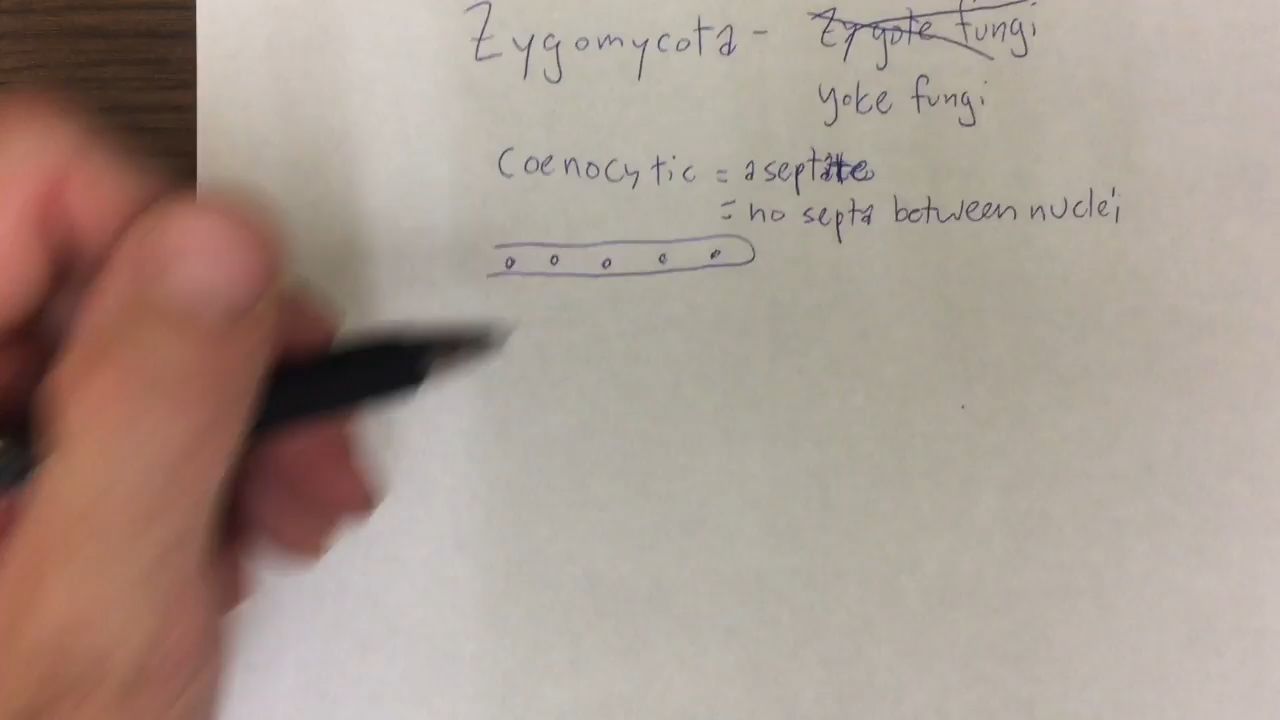 Zygomycota - Zygote fungi
yoke fungi
Coenocytic = aseptate
= no septa between nuclei